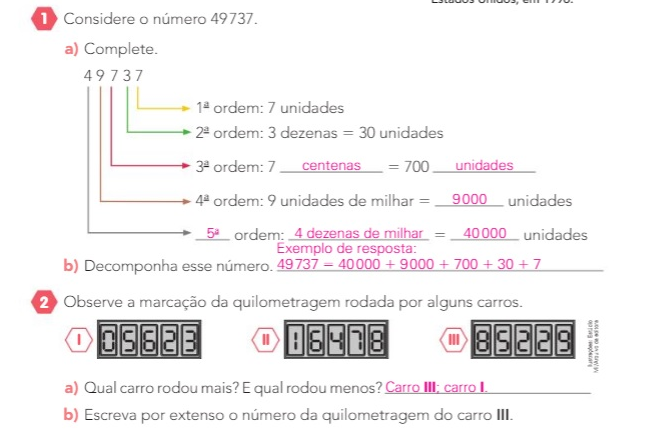 1 Considere o número 49737.
a) Complete.
4 9 7 3 7
1ª ordem: 7 unidades
2ª ordem: 3 dezenas = 30 unidades
3ª ordem: 7 centenas = 700 unidades
4ª ordem: 9 unidades de milhar = 9000 unidades
5ª ordem: 4 dezenas de milhar = 40000 unidades
Exemplo de resposta:
b) Decomponha esse número. 49737 = 40000 + 9000 + 700 + 30 + 7
2 Observe a marcação da quilometragem rodada por alguns carros.
I 05623 II 16478 III 85229
a) Qual carro rodou mais? E qual rodou menos? Carro III; carro I.
b) Escreva por extenso o número da quilometragem do carro III.